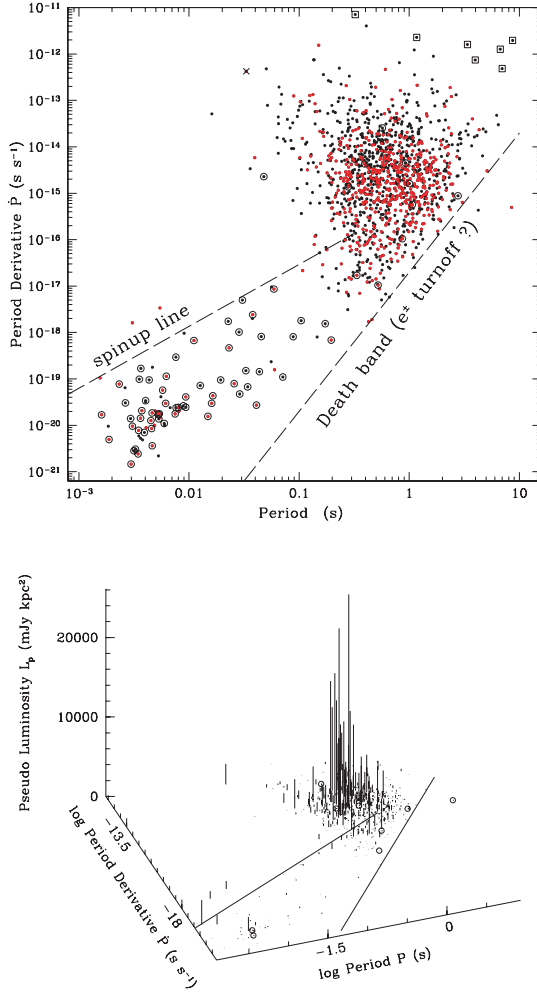 10⁻¹¹
10⁻¹²
10⁻¹³
10⁻¹⁴
10⁻¹⁵
10⁻¹⁶
10⁻¹⁷
10⁻¹⁸
10⁻¹⁹
10⁻²⁰
10⁻²¹
Period Derivative Ṗ (s s⁻¹)
spinup line
Death band (e± turnoff ?)
10⁻³ 0.01 0.1 1 10
Period (s)
Pseudo Luminosity Lₚ (mJy kpc²)
20000
10000
0
−13.5
−18
log Period Derivative Ṗ (s s⁻¹)
−1.5 0
log Period P (s)